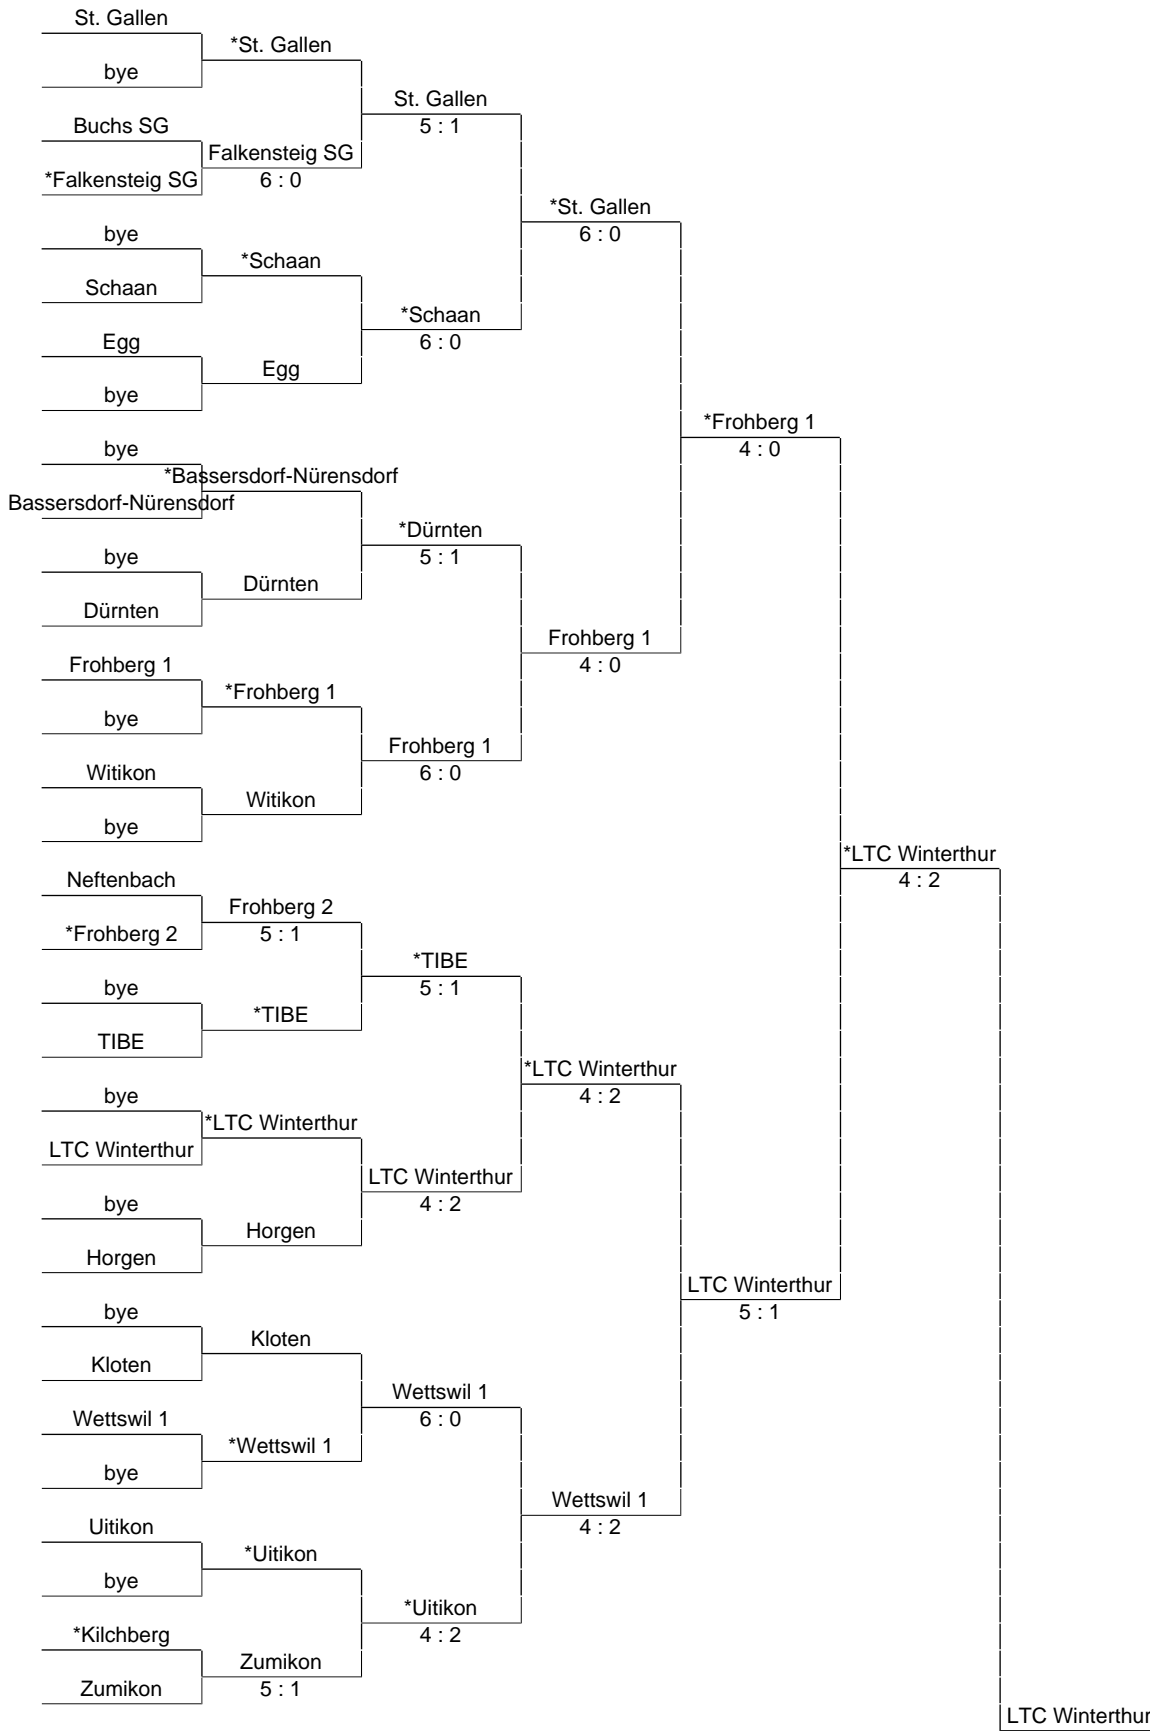 St. Gallen
*St. Gallen
bye
St. Gallen
5 : 1
Buchs SG
Falkensteig SG
*Falkensteig SG
6 : 0
*St. Gallen
6 : 0
bye
*Schaan
Schaan
*Schaan
6 : 0
Egg
Egg
bye
*Frohberg 1
4 : 0
bye
*Bassersdorf-Nürensdorf
Bassersdorf-Nürensdorf
*Dürnten
5 : 1
bye
Dürnten
Dürnten
Frohberg 1
4 : 0
Frohberg 1
*Frohberg 1
bye
Frohberg 1
6 : 0
Witikon
Witikon
bye
*LTC Winterthur
4 : 2
Neftenbach
Frohberg 2
*Frohberg 2
5 : 1
*TIBE
5 : 1
bye
*TIBE
TIBE
*LTC Winterthur
4 : 2
bye
*LTC Winterthur
LTC Winterthur
LTC Winterthur
4 : 2
bye
Horgen
Horgen
LTC Winterthur
5 : 1
bye
Kloten
Kloten
Wettswil 1
6 : 0
Wettswil 1
*Wettswil 1
bye
Wettswil 1
4 : 2
Uitikon
*Uitikon
bye
*Uitikon
4 : 2
*Kilchberg
Zumikon
5 : 1
Zumikon
LTC Winterthur